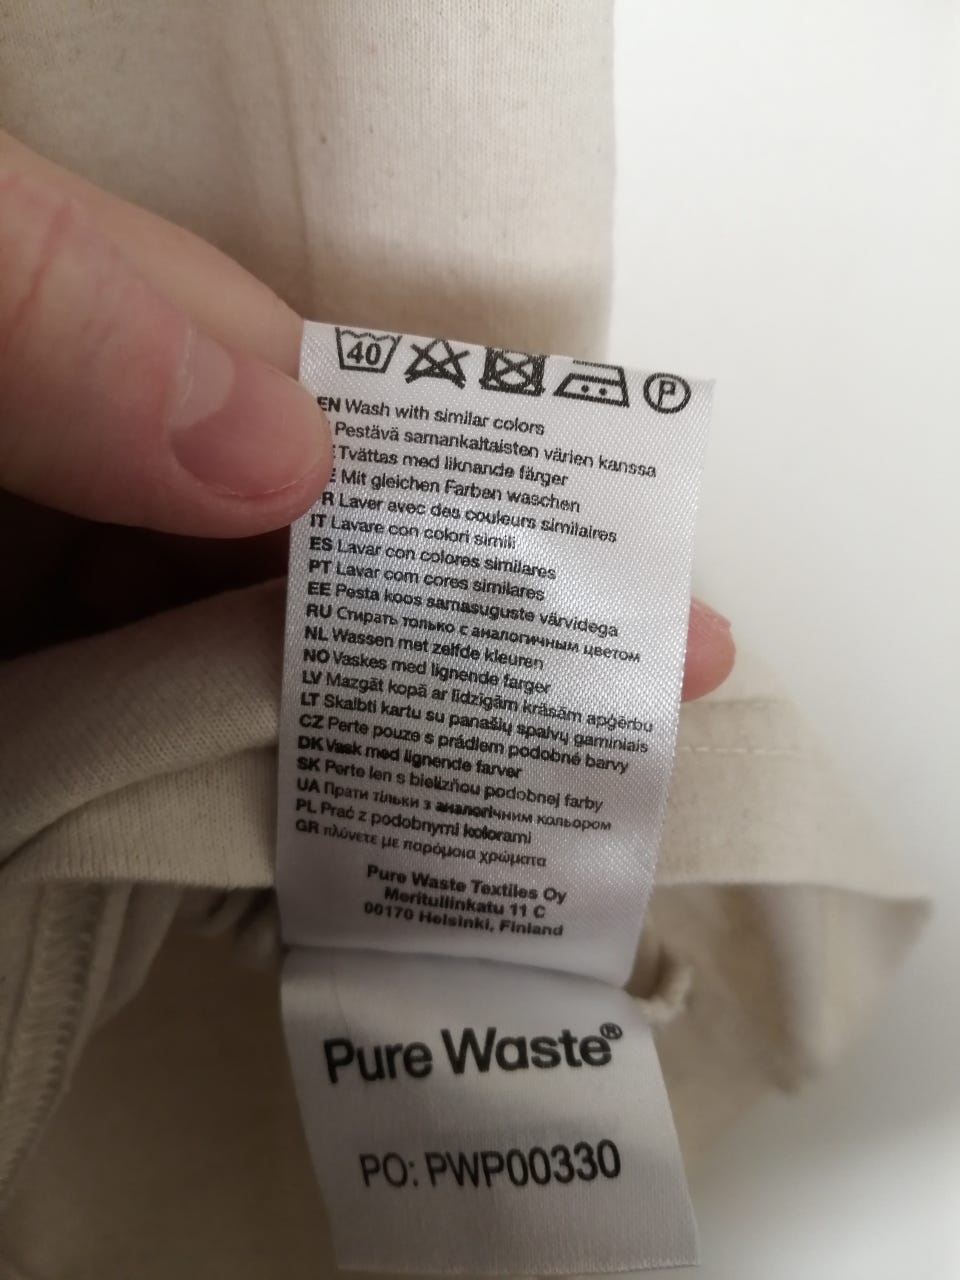 40
P
EN Wash with similar colors
Pestävä samankaltaisten värien kanssa
Tvättas med liknande färger
Mit gleichen Farben waschen
R Laver avec des couleurs similaires
IT Lavare con colori simili
ES Lavar con colores similares
PT Lavar com cores similares
EE Pesta koos samasuguste värvidega
RU Стирать только с аналогичным цветом
NL Wassen met zelfde kleuren
NO Vaskes med lignende farger
LV Mazgāt kopā ar līdzīgām krāsām apģērbu
LT Skalbti kartu su panašių spalvų gaminiais
CZ Perte pouze s prádlem podobné barvy
DK Vask med lignende farver
SK Perte len s bielizňou podobnej farby
UA Прати тільки з аналогічним кольором
PL Prać z podobnymi kolorami
GR πλύνετε με παρόμοια χρώματα
Pure Waste Textiles Oy
Meritullinkatu 11 C
00170 Helsinki, Finland
Pure Waste®
PO: PWP00330